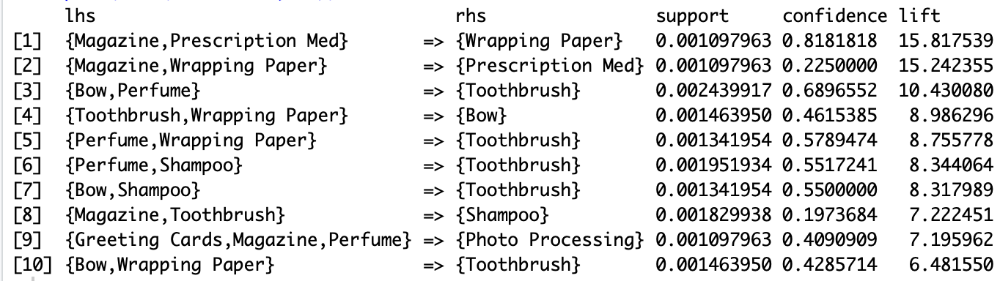 lhs rhs support confidence lift
[1] {Magazine,Prescription Med} => {Wrapping Paper} 0.001097963 0.8181818 15.817539
[2] {Magazine,Wrapping Paper} => {Prescription Med} 0.001097963 0.2250000 15.242355
[3] {Bow,Perfume} => {Toothbrush} 0.002439917 0.6896552 10.430080
[4] {Toothbrush,Wrapping Paper} => {Bow} 0.001463950 0.4615385 8.986296
[5] {Perfume,Wrapping Paper} => {Toothbrush} 0.001341954 0.5789474 8.755778
[6] {Perfume,Shampoo} => {Toothbrush} 0.001951934 0.5517241 8.344064
[7] {Bow,Shampoo} => {Toothbrush} 0.001341954 0.5500000 8.317989
[8] {Magazine,Toothbrush} => {Shampoo} 0.001829938 0.1973684 7.222451
[9] {Greeting Cards,Magazine,Perfume} => {Photo Processing} 0.001097963 0.4090909 7.195962
[10] {Bow,Wrapping Paper} => {Toothbrush} 0.001463950 0.4285714 6.481550